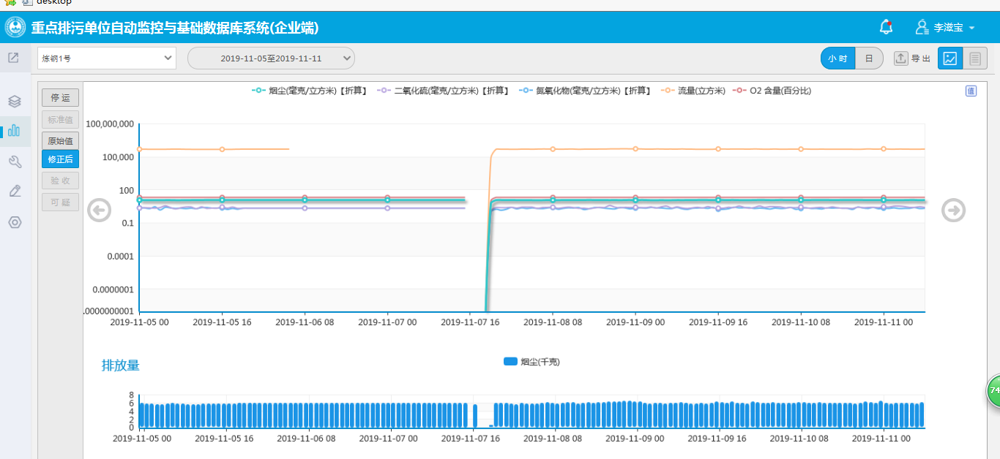 desktop
重点排污单位自动监控与基础数据库系统(企业端)
李滋宝
炼钢1号
2019-11-05至2019-11-11
小 时
日
导 出
停 运
标准值
原始值
修正后
验 收
可 疑
烟尘(毫克/立方米)【折算】
二氧化硫(毫克/立方米)【折算】
氮氧化物(毫克/立方米)【折算】
流量(立方米)
O2 含量(百分比)
值
100,000,000
100,000
100
0.1
0.0001
0.0000001
.0000000001
2019-11-05 00
2019-11-05 16
2019-11-06 08
2019-11-07 00
2019-11-07 16
2019-11-08 08
2019-11-09 00
2019-11-09 16
2019-11-10 08
2019-11-11 00
排放量
烟尘(千克)
8
6
4
2
0
2019-11-05 00
2019-11-05 16
2019-11-06 08
2019-11-07 00
2019-11-07 16
2019-11-08 08
2019-11-09 00
2019-11-09 16
2019-11-10 08
2019-11-11 00
74